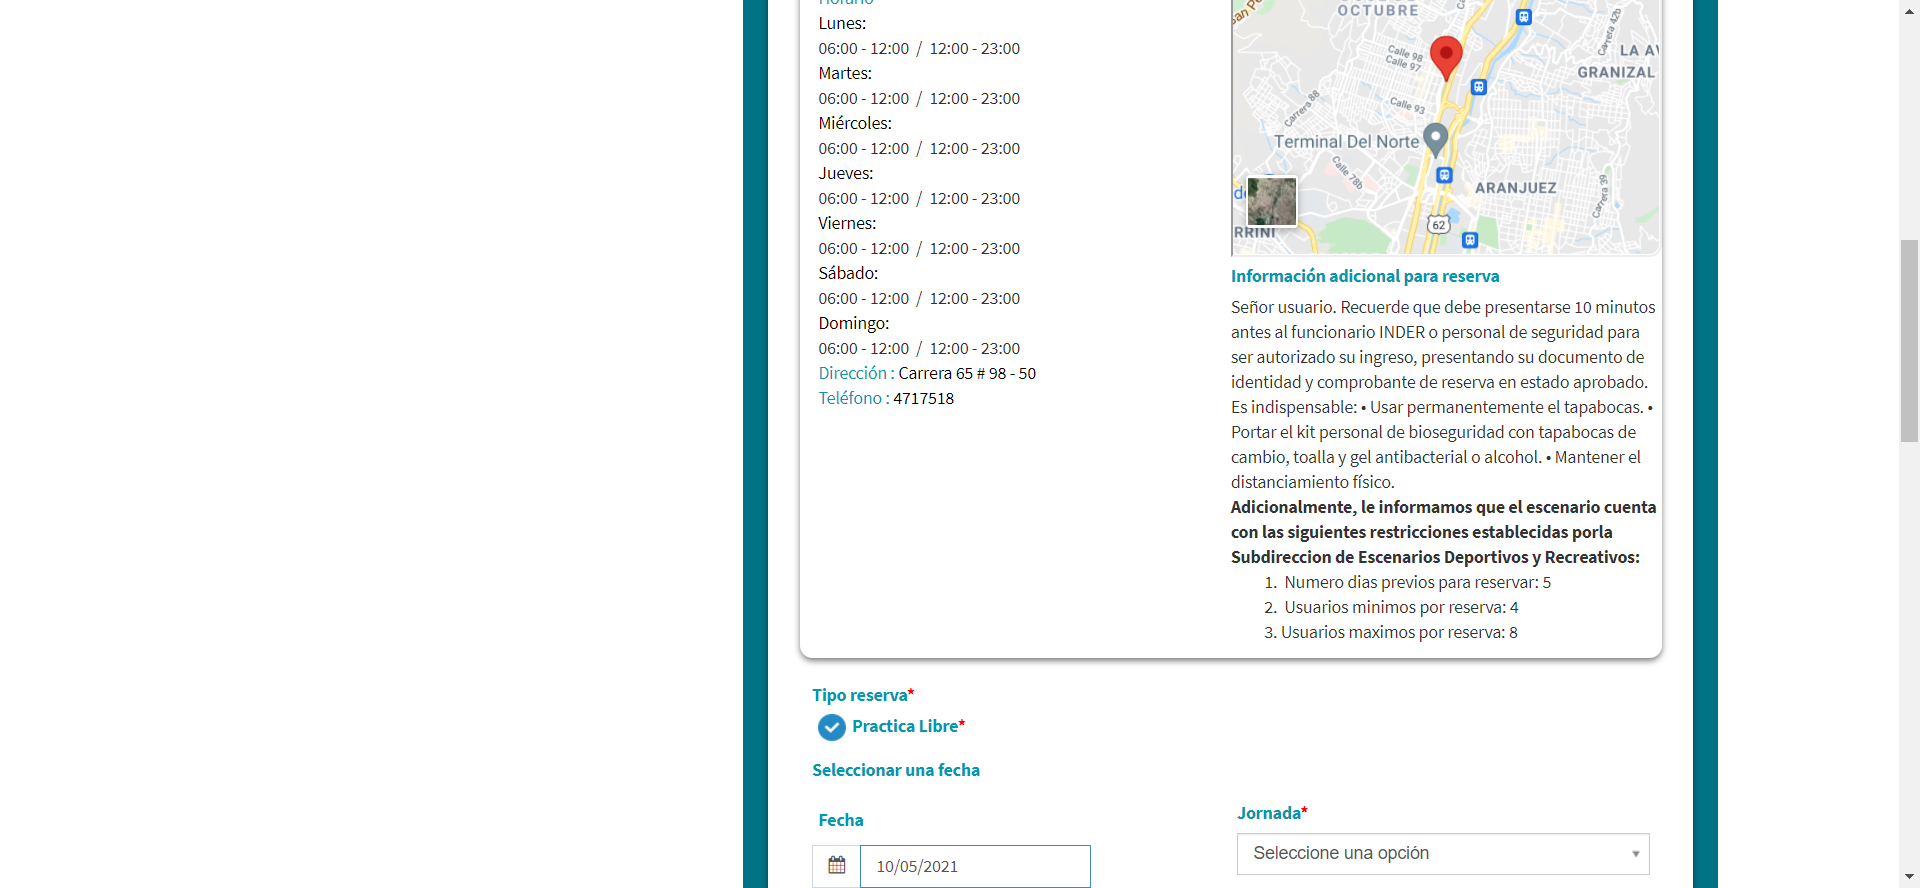 Horario
Lunes:
06:00 - 12:00 / 12:00 - 23:00
Martes:
06:00 - 12:00 / 12:00 - 23:00
Miércoles:
06:00 - 12:00 / 12:00 - 23:00
Jueves:
06:00 - 12:00 / 12:00 - 23:00
Viernes:
06:00 - 12:00 / 12:00 - 23:00
Sábado:
06:00 - 12:00 / 12:00 - 23:00
Domingo:
06:00 - 12:00 / 12:00 - 23:00
Dirección : Carrera 65 # 98 - 50
Teléfono : 4717518
OCTUBRE
Calle 98
Calle 97
Carrera 42b
LA
GRANIZAL
Carrera 88
Calle 93
Terminal Del Norte
Calle 78b
ARANJUEZ
Carrera 39
62
Información adicional para reserva
Señor usuario. Recuerde que debe presentarse 10 minutos
antes al funcionario INDER o personal de seguridad para
ser autorizado su ingreso, presentando su documento de
identidad y comprobante de reserva en estado aprobado.
Es indispensable: • Usar permanentemente el tapabocas. •
Portar el kit personal de bioseguridad con tapabocas de
cambio, toalla y gel antibacterial o alcohol. • Mantener el
distanciamiento físico.
Adicionalmente, le informamos que el escenario cuenta
con las siguientes restricciones establecidas porla
Subdireccion de Escenarios Deportivos y Recreativos:
1. Numero dias previos para reservar: 5
2. Usuarios minimos por reserva: 4
3. Usuarios maximos por reserva: 8
Tipo reserva*
Practica Libre*
Seleccionar una fecha
Fecha
10/05/2021
Jornada*
Seleccione una opción